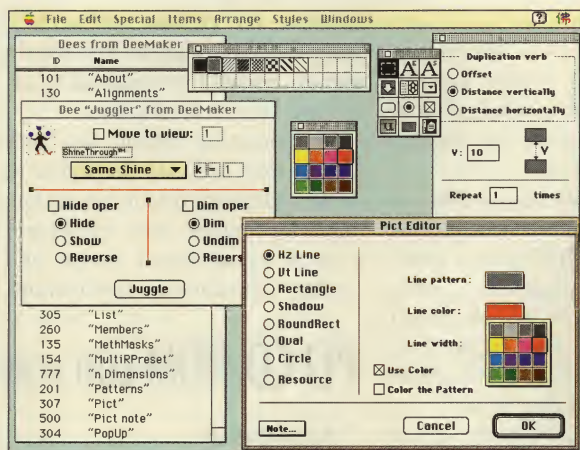 File Edit Special Items Arrange Styles Windows
Dees from DeeMaker
ID Name
101 "About"
130 "Alignments"
Dee "Juggler" from DeeMaker
Move to view: 1
ShineThrough™
Same Shine k = 1
Hide oper Dim oper
Hide Dim
Show Undim
Reverse Revers
Juggle
305 "List"
260 "Members"
135 "MethMasks"
154 "MultiRPreset"
777 "n Dimensions"
201 "Patterns"
307 "Pict"
500 "Pict note"
304 "PopUp"
A A
u
Duplication verb
Offset
Distance vertically
Distance horizontally
Y: 10 Y
Repeat 1 times
Pict Editor
Hz Line
Vt Line
Rectangle
Shadow
RoundRect
Oval
Circle
Resource
Line pattern:
Line color:
Line width:
Use Color
Color the Pattern
Note...
Cancel OK